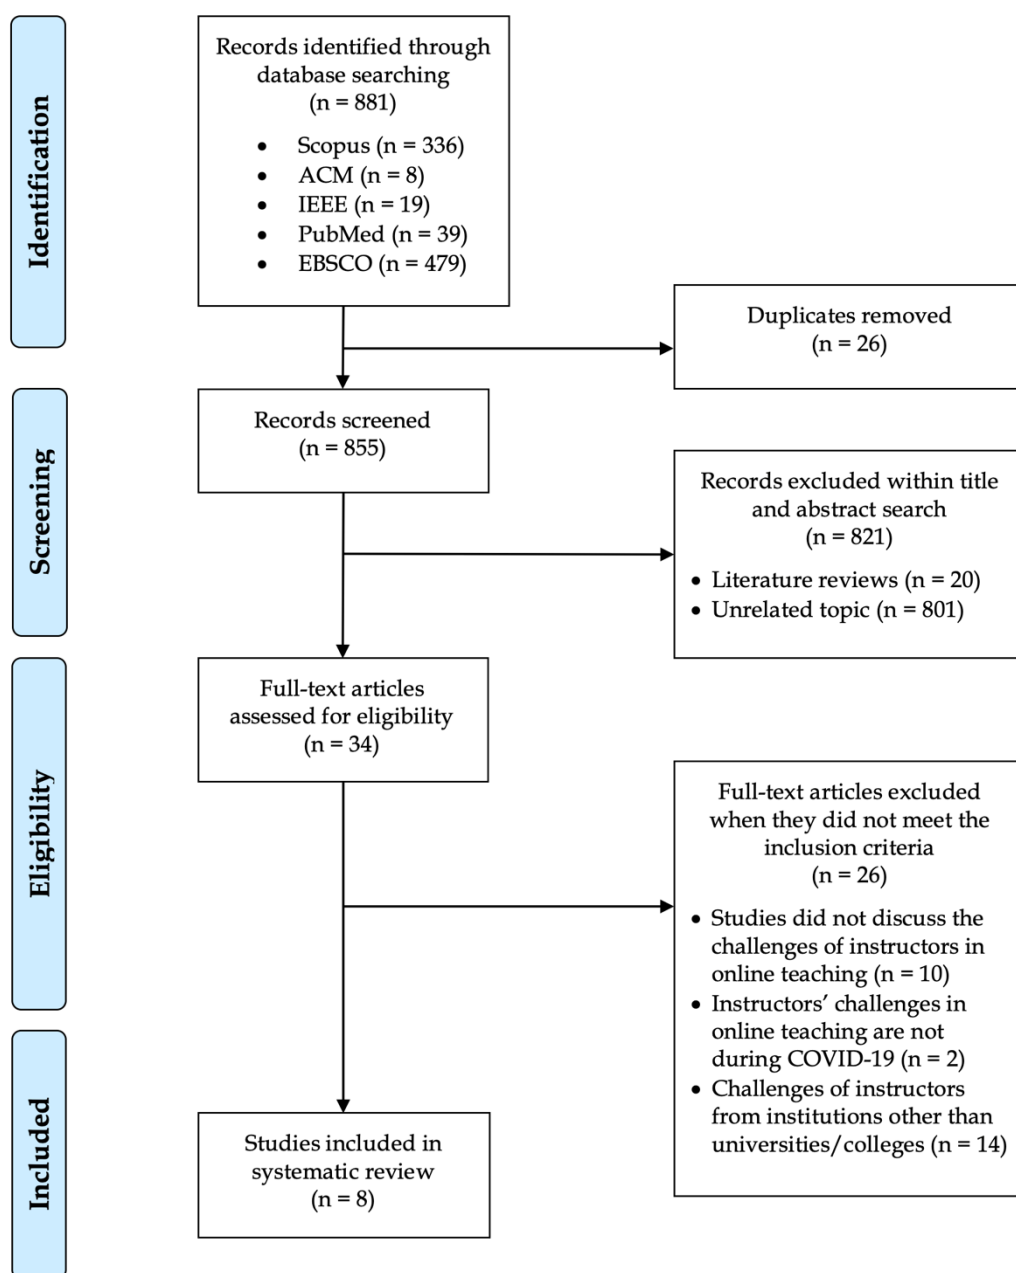 Identification
Records identified through
database searching
(n = 881)
• Scopus (n = 336)
• ACM (n = 8)
• IEEE (n = 19)
• PubMed (n = 39)
• EBSCO (n = 479)
Duplicates removed
(n = 26)
Screening
Records screened
(n = 855)
Records excluded within title
and abstract search
(n = 821)
• Literature reviews (n = 20)
• Unrelated topic (n = 801)
Eligibility
Full-text articles
assessed for eligibility
(n = 34)
Full-text articles excluded
when they did not meet the
inclusion criteria
(n = 26)
• Studies did not discuss the
challenges of instructors in
online teaching (n = 10)
• Instructors’ challenges in
online teaching are not
during COVID-19 (n = 2)
• Challenges of instructors
from institutions other than
universities/colleges (n = 14)
Included
Studies included in
systematic review
(n = 8)